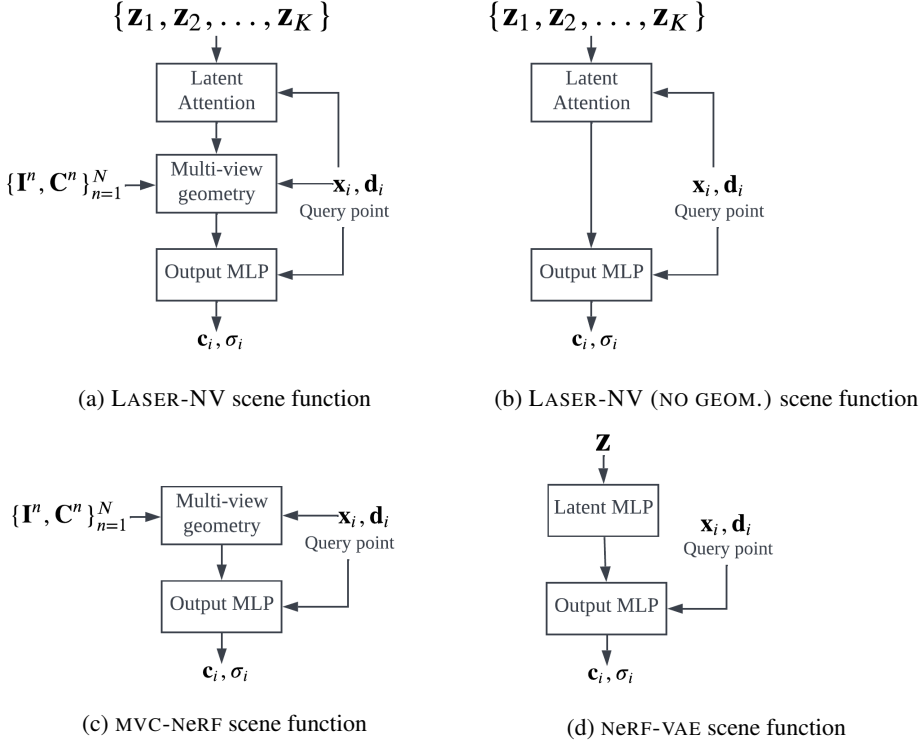 {z₁, z₂, . . . , z_K}
Latent
Attention
{Iⁿ, Cⁿ}ᴺₙ₌₁
Multi-view
geometry
xᵢ, dᵢ
Query point
Output MLP
cᵢ, σᵢ
(a) LASER-NV scene function
{z₁, z₂, . . . , z_K}
Latent
Attention
xᵢ, dᵢ
Query point
Output MLP
cᵢ, σᵢ
(b) LASER-NV (NO GEOM.) scene function
{Iⁿ, Cⁿ}ᴺₙ₌₁
Multi-view
geometry
xᵢ, dᵢ
Query point
Output MLP
cᵢ, σᵢ
(c) MVC-NeRF scene function
z
Latent MLP
xᵢ, dᵢ
Query point
Output MLP
cᵢ, σᵢ
(d) NeRF-VAE scene function